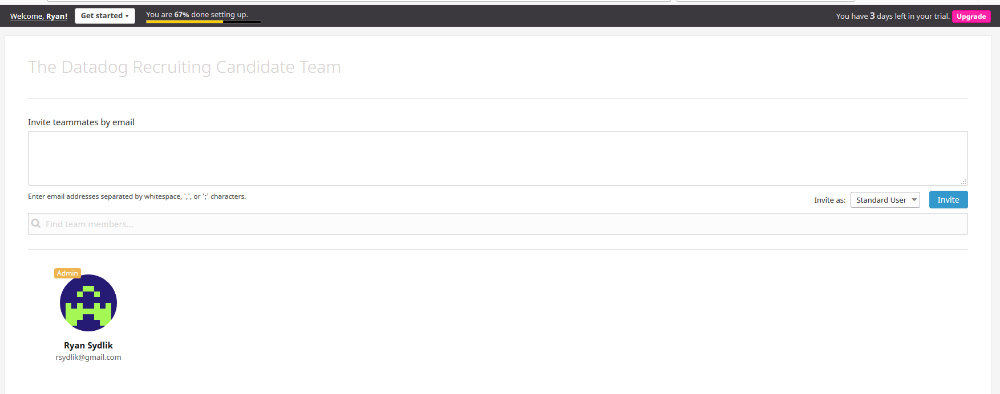 Welcome, Ryan! Get started You are 67% done setting up. You have 3 days left in your trial. Upgrade
The Datadog Recruiting Candidate Team
Invite teammates by email
Enter email addresses separated by whitespace, ',', or ';' characters.
Invite as: Standard User Invite
Find team members...
Admin
Ryan Sydlik
rsydlik@gmail.com